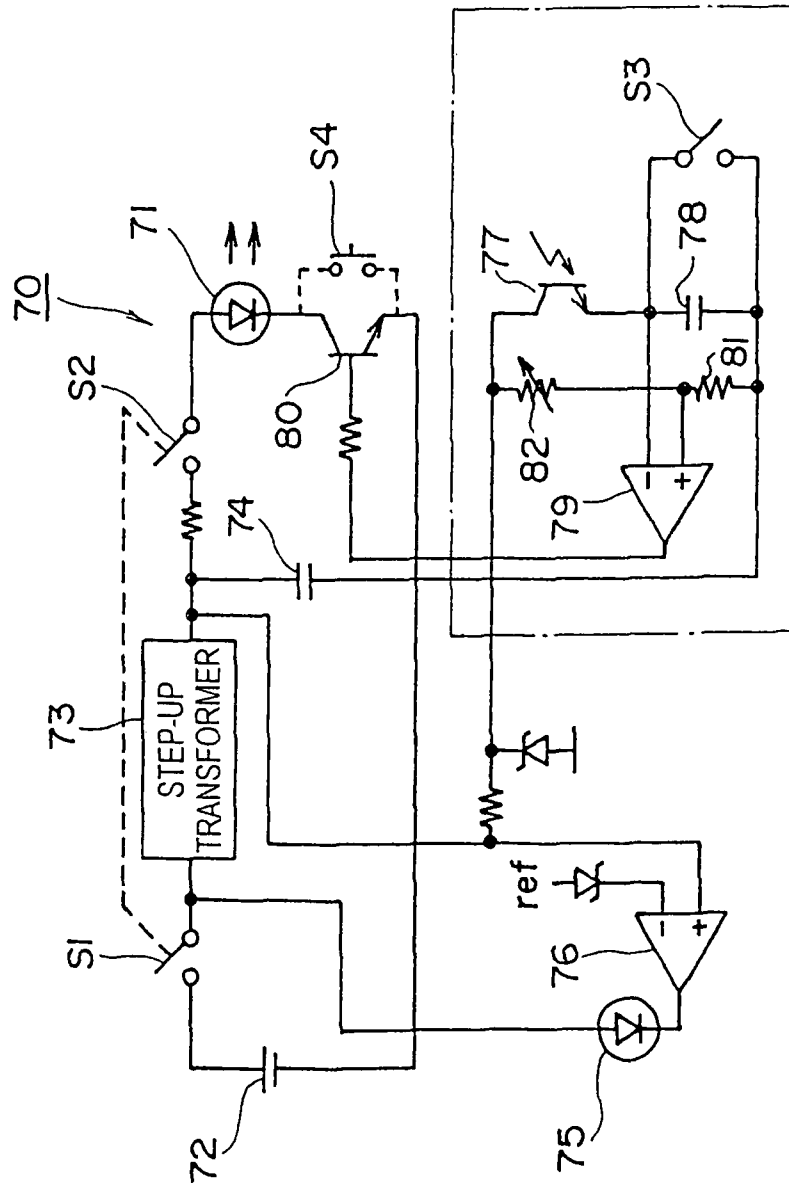 70
71
S2
S4
80
74
73
STEP-UP
TRANSFORMER
S1
72
77
S3
78
82
81
79
-
+
ref
76
-
+
75